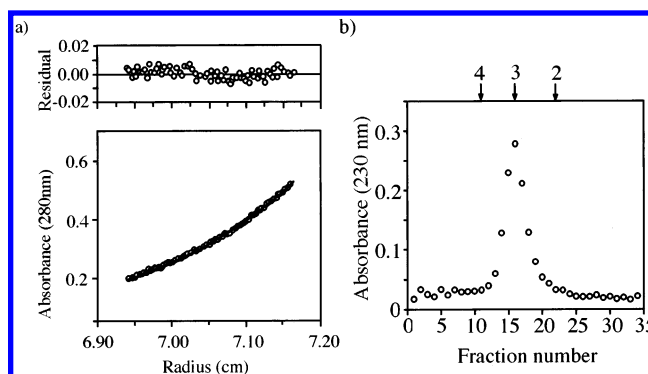 a)
0.02
0.00
-0.02
Residual
0.6
0.4
0.2
Absorbance (280nm)
6.90 7.00 7.10 7.20
Radius (cm)
b)
4 3 2
0.3
0.2
0.1
0
Absorbance (230 nm)
0 5 10 15 20 25 30 35
Fraction number